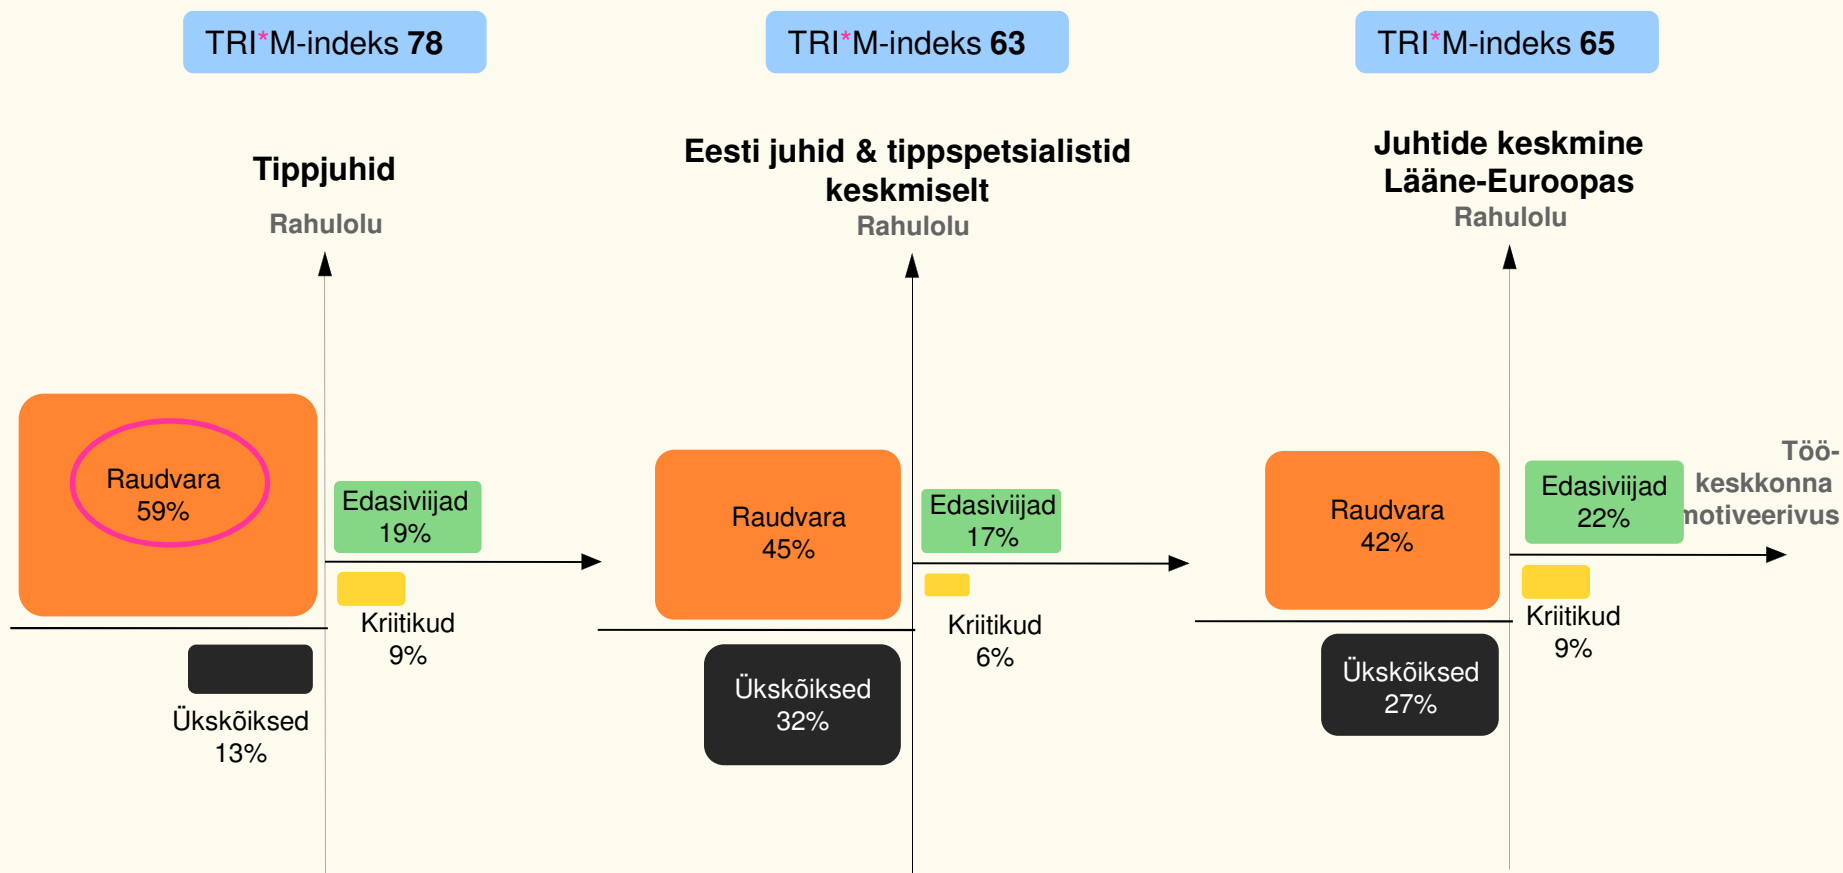 TRI*M-indeks 78
Tippjuhid
Rahulolu
Raudvara
59%
Edasiviijad
19%
Kriitikud
9%
Ükskõiksed
13%
TRI*M-indeks 63
Eesti juhid & tippspetsialistid
keskmiselt
Rahulolu
Raudvara
45%
Edasiviijad
17%
Kriitikud
6%
Ükskõiksed
32%
TRI*M-indeks 65
Juhtide keskmine
Lääne-Euroopas
Rahulolu
Raudvara
42%
Edasiviijad
22%
Töö-
keskkonna
motiveerivus
Kriitikud
9%
Ükskõiksed
27%